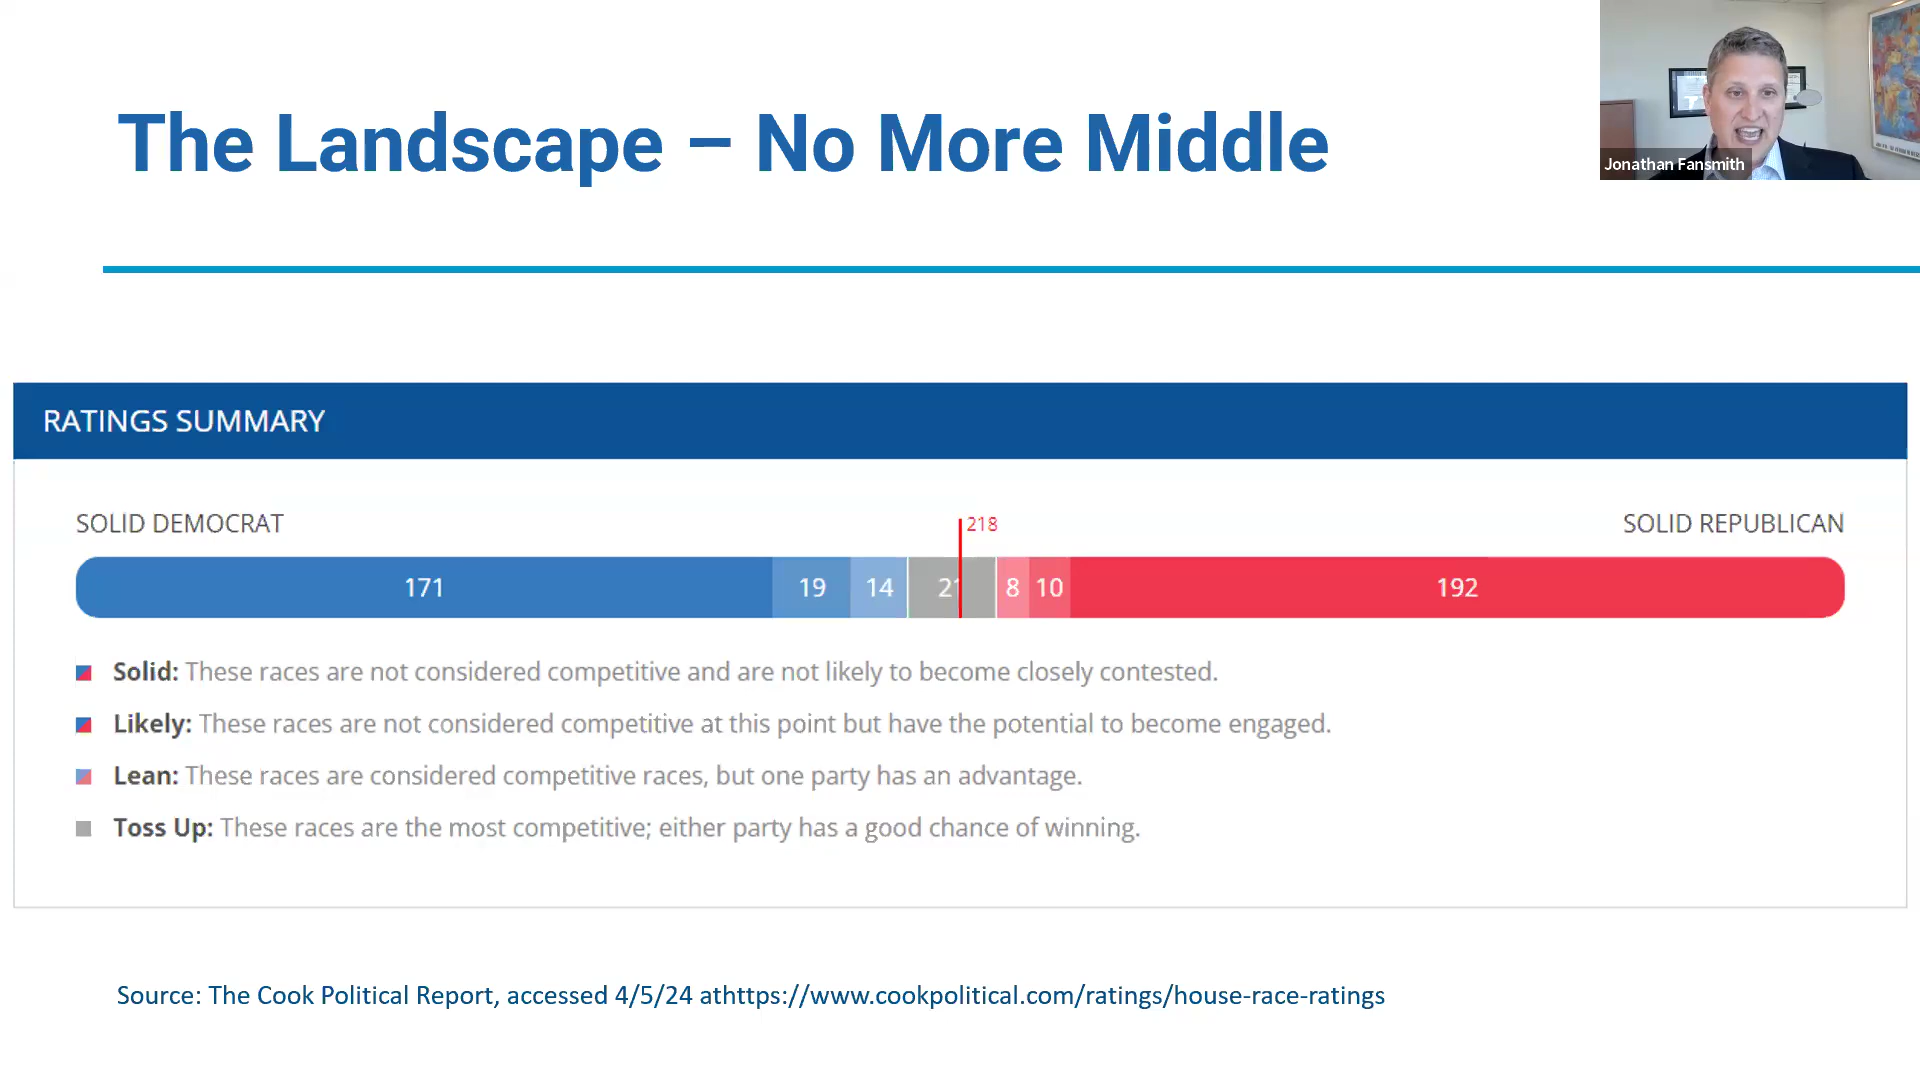 The Landscape – No More Middle
Jonathan Fansmith
RATINGS SUMMARY
SOLID DEMOCRAT
218
SOLID REPUBLICAN
171 19 14 21 8 10 192
Solid: These races are not considered competitive and are not likely to become closely contested.
Likely: These races are not considered competitive at this point but have the potential to become engaged.
Lean: These races are considered competitive races, but one party has an advantage.
Toss Up: These races are the most competitive; either party has a good chance of winning.
Source: The Cook Political Report, accessed 4/5/24 athttps://www.cookpolitical.com/ratings/house-race-ratings